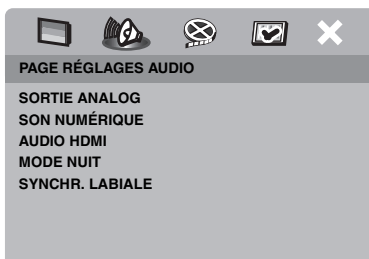 PAGE RÉGLAGES AUDIO
SORTIE ANALOG
SON NUMÉRIQUE
AUDIO HDMI
MODE NUIT
SYNCHR. LABIALE